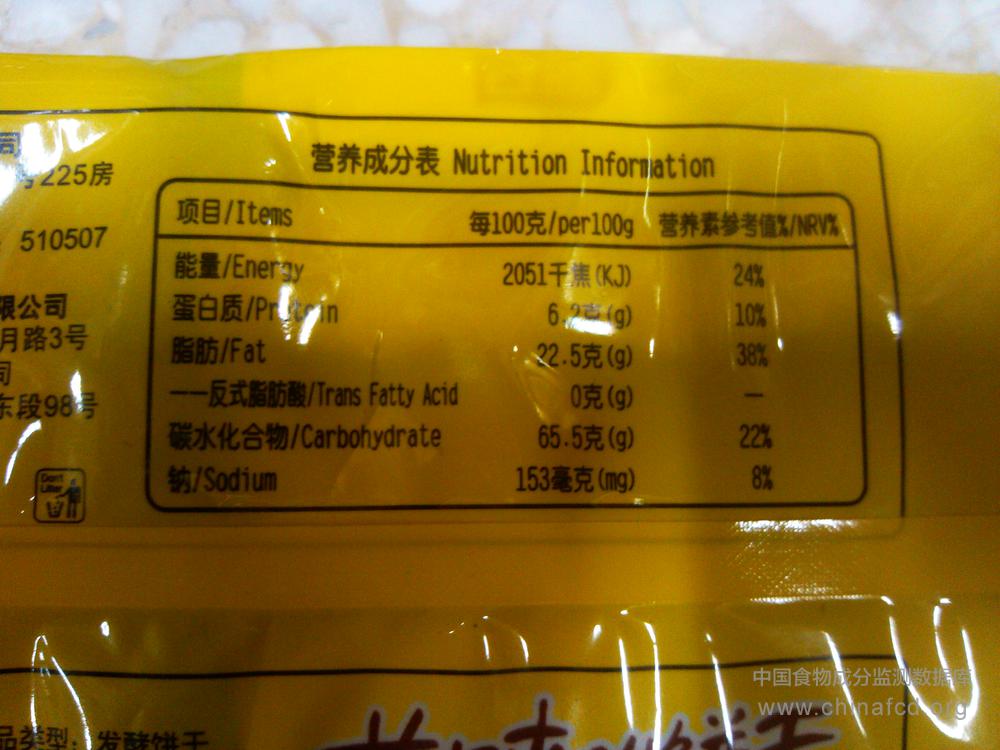 营养成分表 Nutrition Information
项目/Items 每100克/per100g 营养素参考值%/NRV%
能量/Energy 2051千焦(KJ) 24%
蛋白质/Protein 6.2克(g) 10%
脂肪/Fat 22.5克(g) 38%
——反式脂肪酸/Trans Fatty Acid 0克(g) —
碳水化合物/Carbohydrate 65.5克(g) 22%
钠/Sodium 153毫克(mg) 8%
司
号225房
510507
限公司
月路3号
司
东段98号
Don't
Litter
品类型: 发酵饼干
中国食物成分监测数据库
www.chinafcd.org